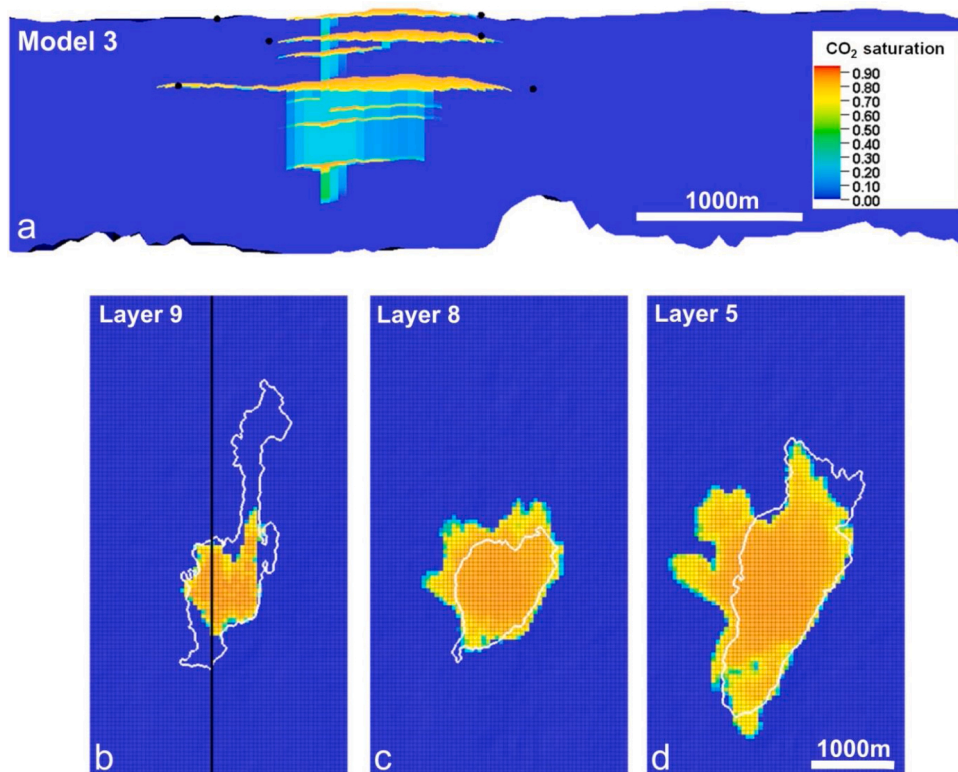 Model 3
CO₂ saturation
0.90
0.80
0.70
0.60
0.50
0.40
0.30
0.20
0.10
0.00
1000m
a
Layer 9
Layer 8
Layer 5
b
c
d
1000m